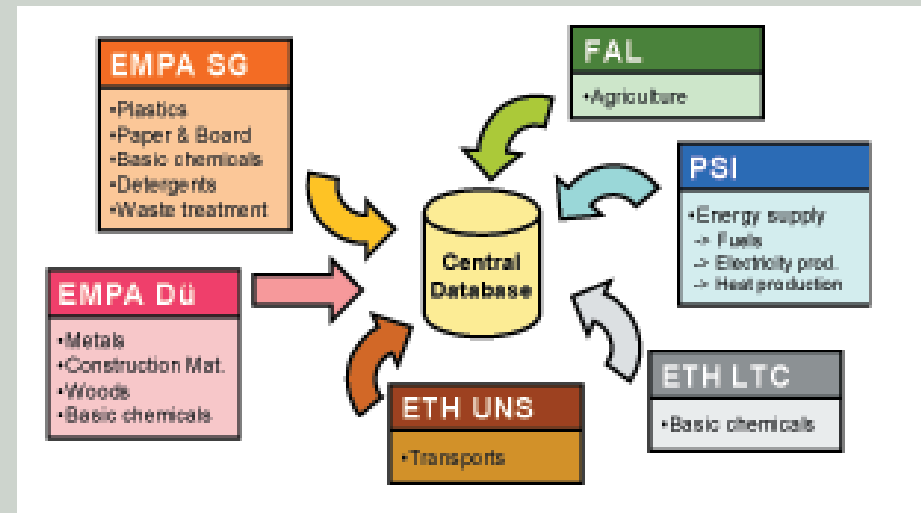 EMPA SG
•Plastics
•Paper & Board
•Basic chemicals
•Detergents
•Waste treatment
FAL
•Agriculture
PSI
•Energy supply
-> Fuels
-> Electricity prod.
-> Heat production
Central
Database
EMPA Dü
•Metals
•Construction Mat.
•Woods
•Basic chemicals
ETH UNS
•Transports
ETH LTC
•Basic chemicals